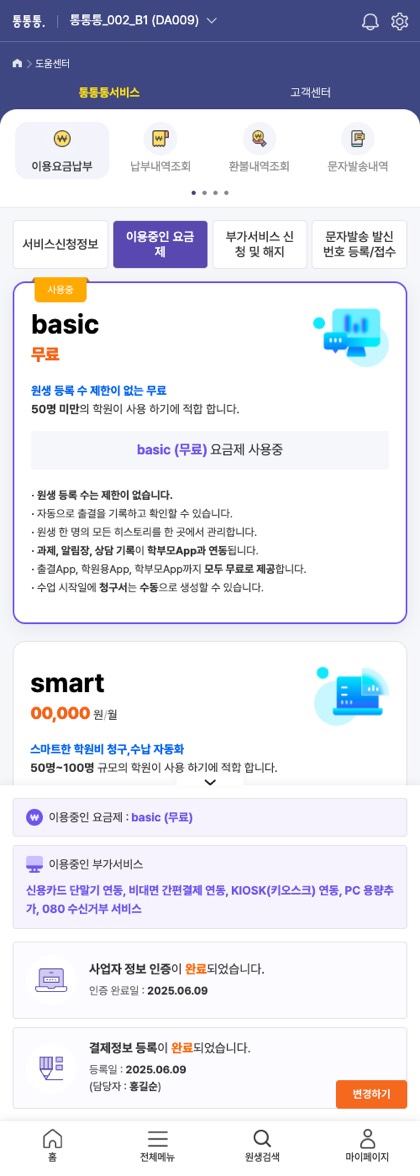 통통통. 통통통_002_B1 (DA009)
도움센터
통통통서비스 고객센터
이용요금납부 납부내역조회 환불내역조회 문자발송내역
서비스신청정보
이용중인 요금
제
부가서비스 신
청 및 해지
문자발송 발신
번호 등록/접수
사용중
basic
무료
원생 등록 수 제한이 없는 무료
50명 미만의 학원이 사용 하기에 적합 합니다.
basic (무료) 요금제 사용중
· 원생 등록 수는 제한이 없습니다.
· 자동으로 출결을 기록하고 확인할 수 있습니다.
· 원생 한 명의 모든 히스토리를 한 곳에서 관리합니다.
· 과제, 알림장, 상담 기록이 학부모App과 연동됩니다.
· 출결App, 학원용App, 학부모App까지 모두 무료로 제공합니다.
· 수업 시작일에 청구서는 수동으로 생성할 수 있습니다.
smart
00,000 원/월
스마트한 학원비 청구,수납 자동화
50명~100명 규모의 학원이 사용 하기에 적합 합니다.
이용중인 요금제 : basic (무료)
이용중인 부가서비스
신용카드 단말기 연동, 비대면 간편결제 연동, KIOSK(키오스크) 연동, PC 용량추
가, 080 수신거부 서비스
사업자 정보 인증이 완료되었습니다.
인증 완료일 : 2025.06.09
결제정보 등록이 완료되었습니다.
등록일 : 2025.06.09
(담당자 : 홍길순)
변경하기
홈 전체메뉴 원생검색 마이페이지